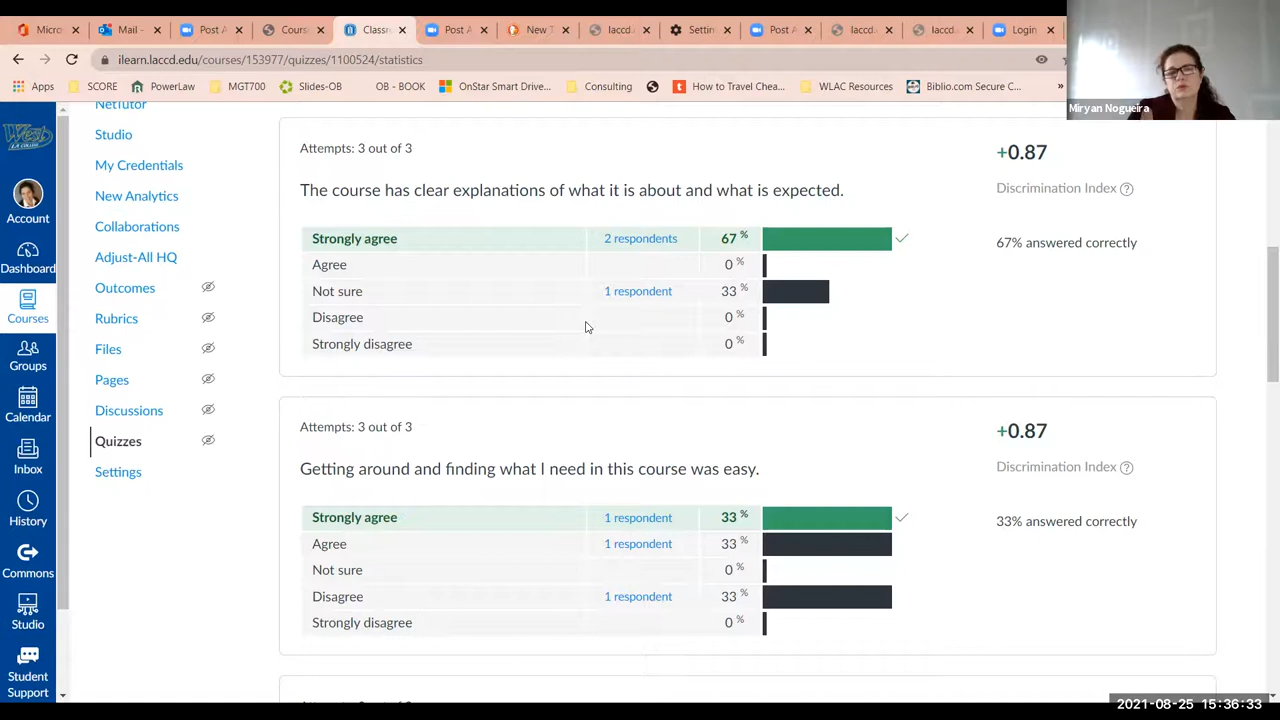 Micro
Mail -
Post A
Cours
Classr
Post A
New T
laccd.
Settin
Post A
laccd.
laccd.
Login
ilearn.laccd.edu/courses/153977/quizzes/1100524/statistics
Apps
SCORE
PowerLaw
MGT700
Slides-OB
OB - BOOK
OnStar Smart Drive...
Consulting
How to Travel Chea...
WLAC Resources
Biblio.com Secure C...
»
Miryan Nogueira
West
Account
Dashboard
Courses
Groups
Calendar
Inbox
History
Commons
Studio
Student
Support
NetTutor
Studio
My Credentials
New Analytics
Collaborations
Adjust-All HQ
Outcomes
Rubrics
Files
Pages
Discussions
Quizzes
Settings
Attempts: 3 out of 3
+0.87
The course has clear explanations of what it is about and what is expected.
Discrimination Index ?
Strongly agree 2 respondents 67 %
67% answered correctly
Agree 0 %
Not sure 1 respondent 33 %
Disagree 0 %
Strongly disagree 0 %
Attempts: 3 out of 3
+0.87
Getting around and finding what I need in this course was easy.
Discrimination Index ?
Strongly agree 1 respondent 33 %
33% answered correctly
Agree 1 respondent 33 %
Not sure 0 %
Disagree 1 respondent 33 %
Strongly disagree 0 %
2021-08-25 15:36:33